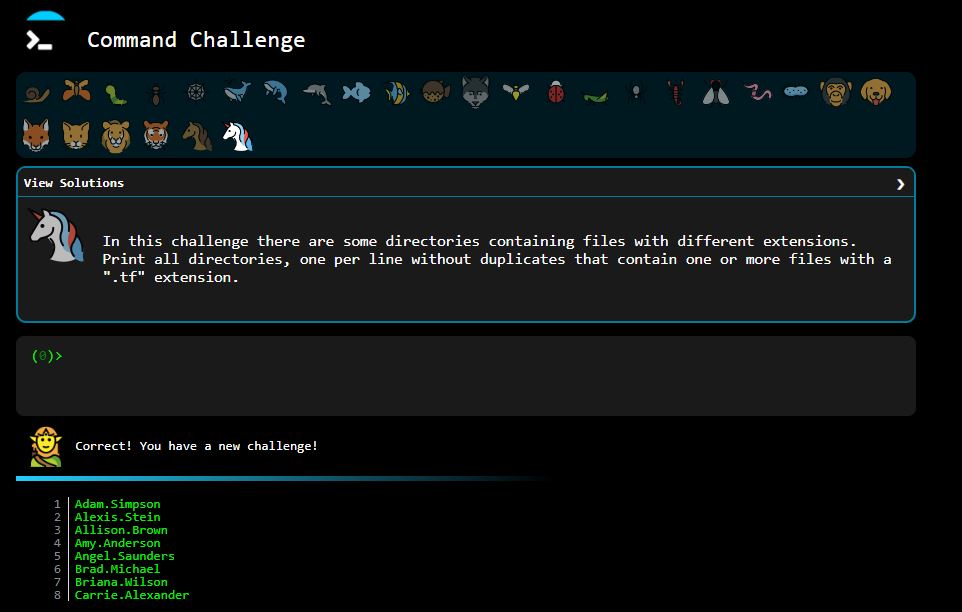 Command Challenge
View Solutions
In this challenge there are some directories containing files with different extensions.
Print all directories, one per line without duplicates that contain one or more files with a
".tf" extension.
(0)>
Correct! You have a new challenge!
1 Adam.Simpson
2 Alexis.Stein
3 Allison.Brown
4 Amy.Anderson
5 Angel.Saunders
6 Brad.Michael
7 Briana.Wilson
8 Carrie.Alexander